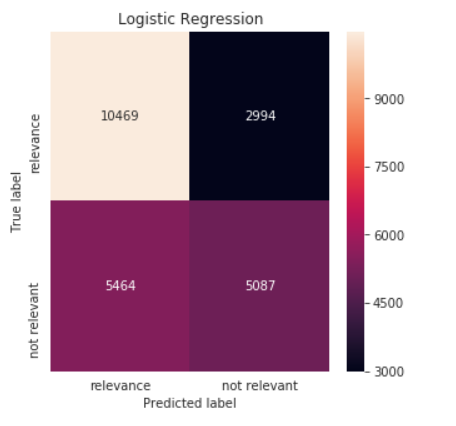 Logistic Regression
relevance
not relevant
True label
10469
2994
5464
5087
relevance
not relevant
Predicted label
9000
7500
6000
4500
3000